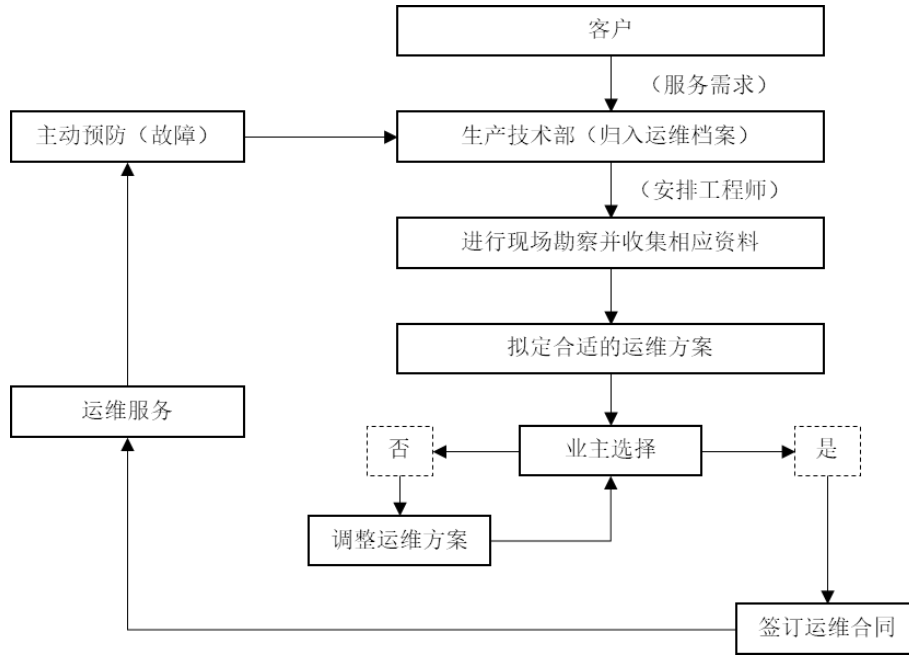 客户
（服务需求）
主动预防（故障）
生产技术部（归入运维档案）
（安排工程师）
进行现场勘察并收集相应资料
拟定合适的运维方案
运维服务
否
业主选择
是
调整运维方案
签订运维合同